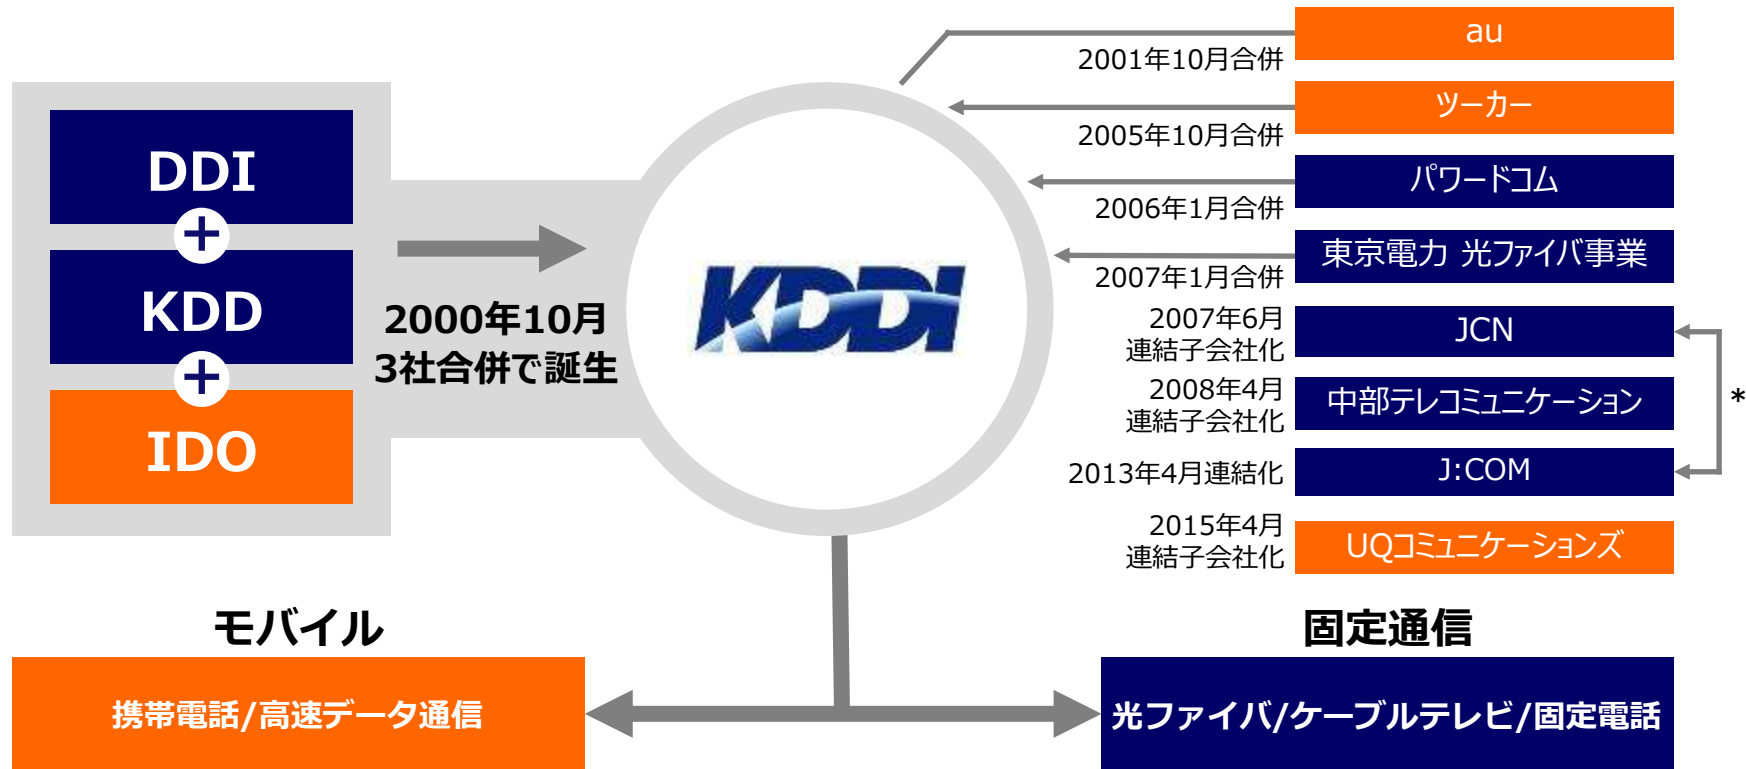 DDI
+
KDD
+
IDO
2000年10月
3社合併で誕生
KDDI
au
2001年10月合併
ツーカー
2005年10月合併
パワードコム
2006年1月合併
東京電力 光ファイバ事業
2007年1月合併
JCN
2007年6月
連結子会社化
中部テレコミュニケーション
2008年4月
連結子会社化
*
J:COM
2013年4月連結化
UQコミュニケーションズ
2015年4月
連結子会社化
モバイル
携帯電話/高速データ通信
固定通信
光ファイバ/ケーブルテレビ/固定電話